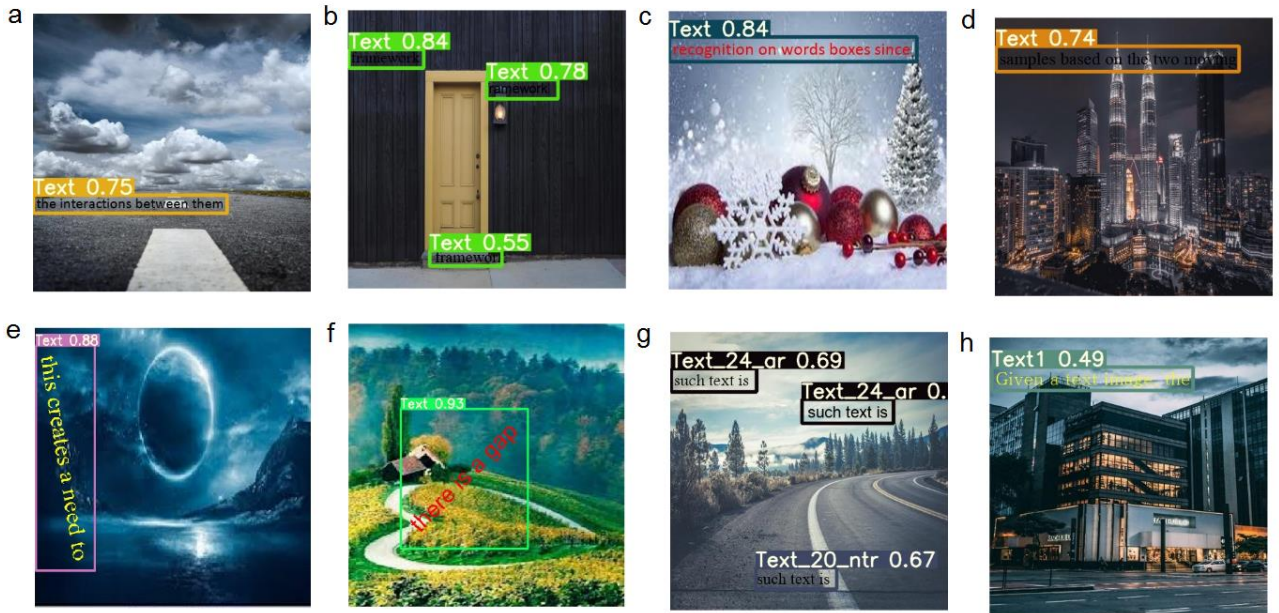 a
Text 0.75
the interactions between them
b
Text 0.84
framework
Text 0.78
ramework
Text 0.55
framewor
c
Text 0.84
recognition on words boxes since
d
Text 0.74
samples based on the two moving
e
Text 0.88
this creates a need to
f
Text 0.93
there is a gap
g
Text_24_ar 0.69
such text is
Text_24_ar 0.
such text is
Text_20_ntr 0.67
such text is
h
Text1 0.49
Given a text image, the